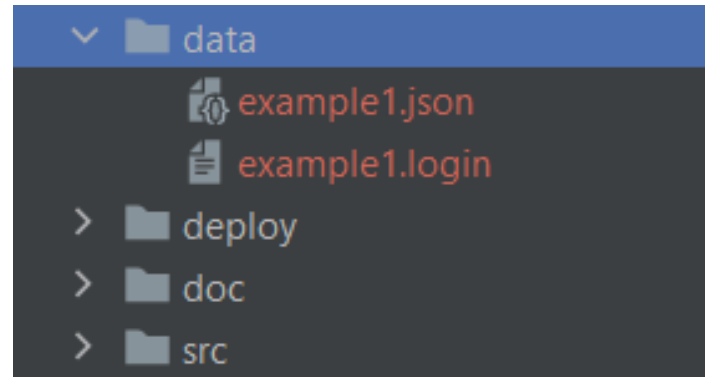 data
example1.json
example1.login
deploy
doc
src